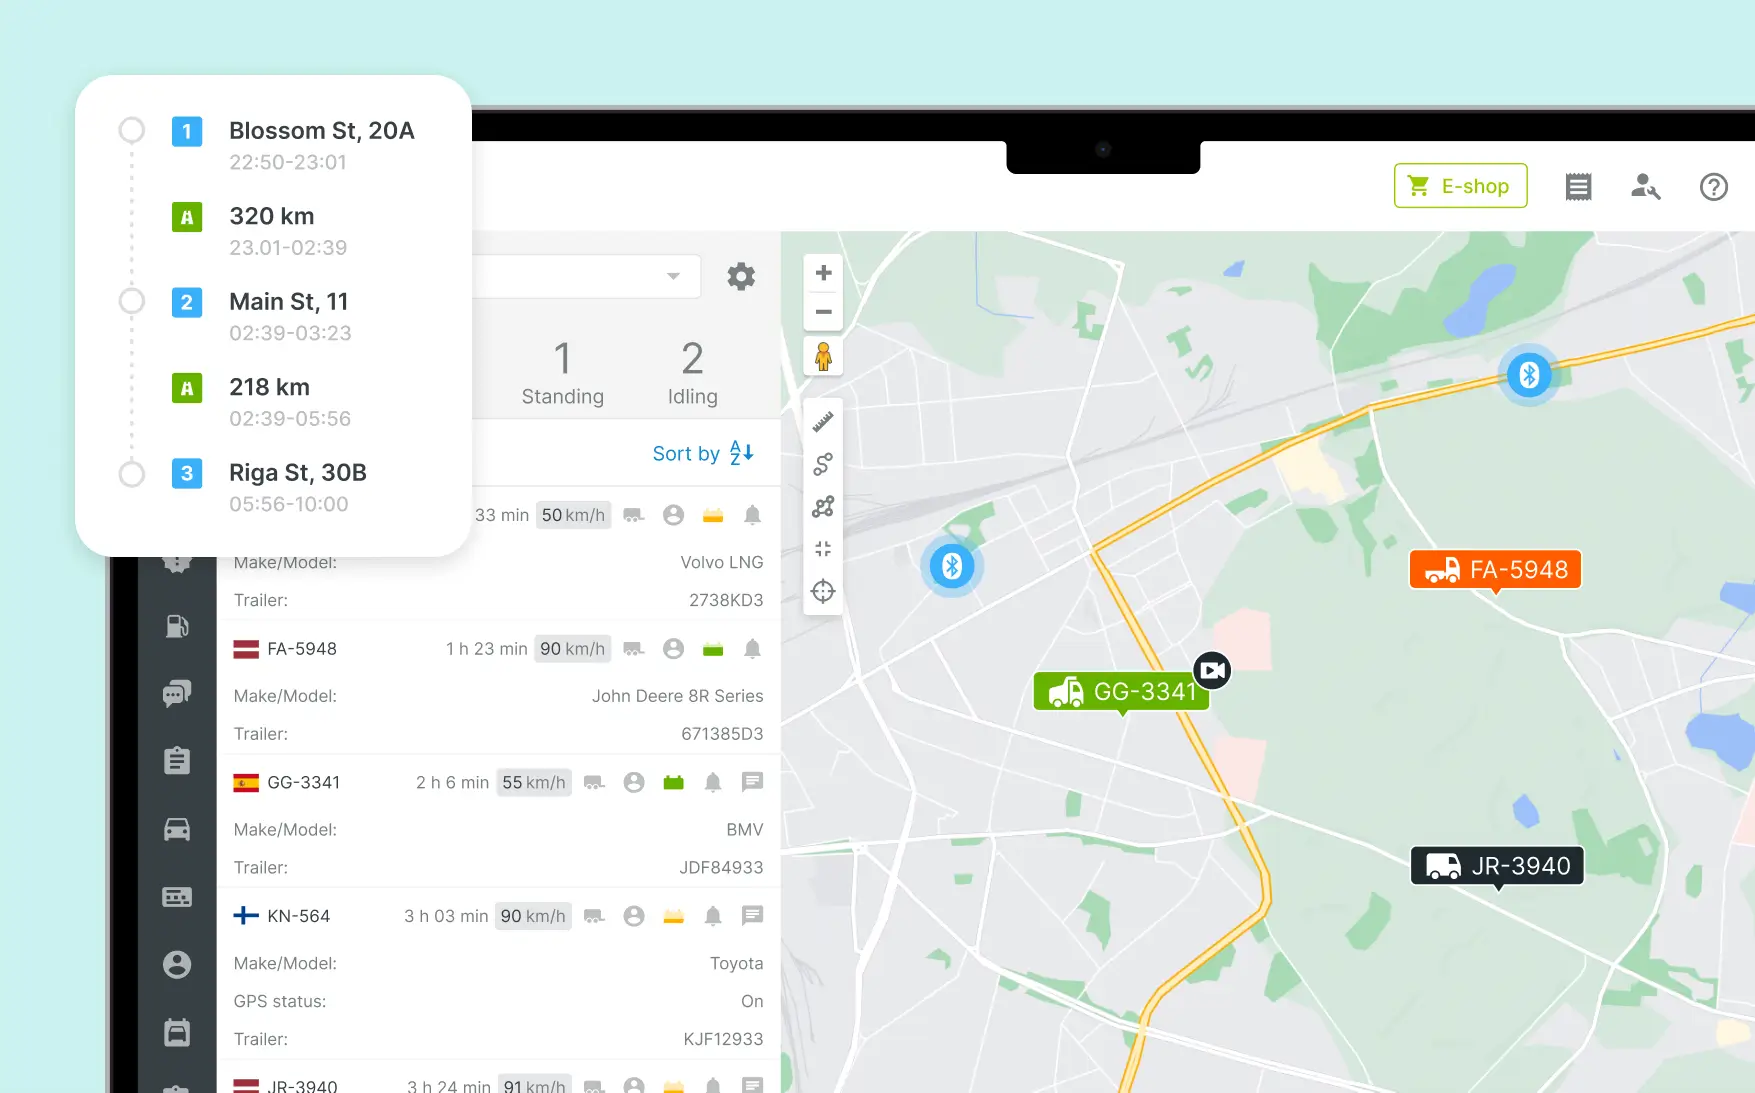 1 Blossom St, 20A
22:50-23:01
320 km
23.01-02:39
2 Main St, 11
02:39-03:23
218 km
02:39-05:56
3 Riga St, 30B
05:56-10:00
E-shop
1
Standing
2
Idling
Sort by AZ
33 min 50 km/h
Make/Model: Volvo LNG
Trailer: 2738KD3
FA-5948 1 h 23 min 90 km/h
Make/Model: John Deere 8R Series
Trailer: 671385D3
GG-3341 2 h 6 min 55 km/h
Make/Model: BMV
Trailer: JDF84933
KN-564 3 h 03 min 90 km/h
Make/Model: Toyota
GPS status: On
Trailer: KJF12933
JR-3940 3 h 24 min 91 km/h
FA-5948
GG-3341
JR-3940